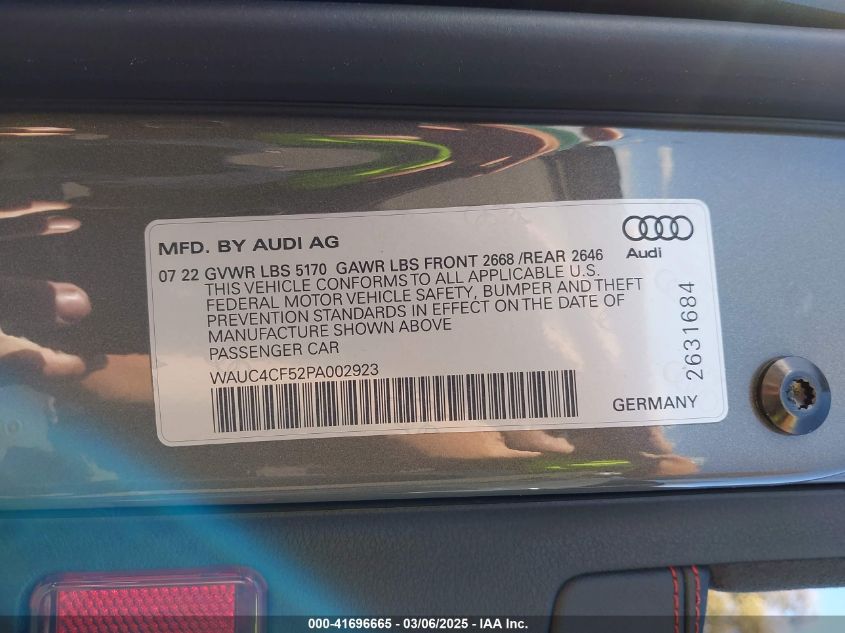 MFD. BY AUDI AG
Audi
07 22 GVWR LBS 5170 GAWR LBS FRONT 2668 /REAR 2646
THIS VEHICLE CONFORMS TO ALL APPLICABLE U.S.
FEDERAL MOTOR VEHICLE SAFETY, BUMPER AND THEFT
PREVENTION STANDARDS IN EFFECT ON THE DATE OF
MANUFACTURE SHOWN ABOVE
PASSENGER CAR
WAUC4CF52PA002923
2631684
GERMANY
000-41696665 - 03/06/2025 - IAA Inc.